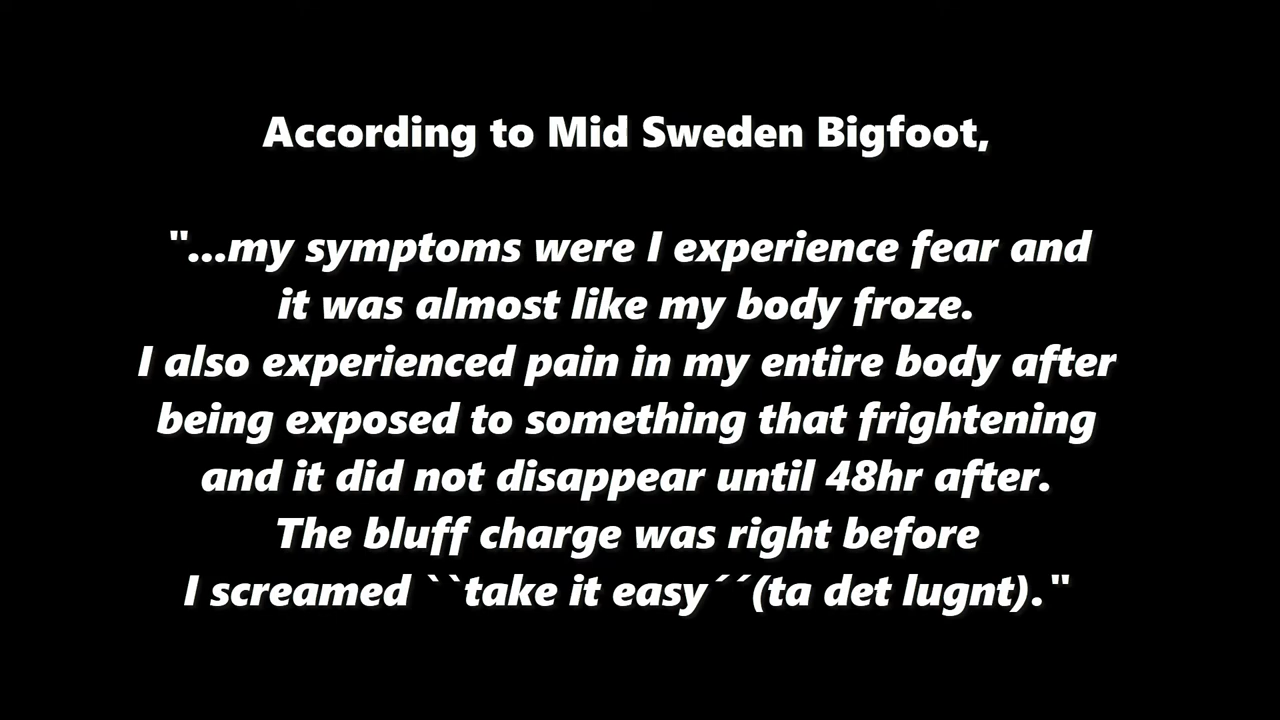 According to Mid Sweden Bigfoot,
"...my symptoms were I experience fear and
it was almost like my body froze.
I also experienced pain in my entire body after
being exposed to something that frightening
and it did not disappear until 48hr after.
The bluff charge was right before
I screamed ``take it easy´´(ta det lugnt)."